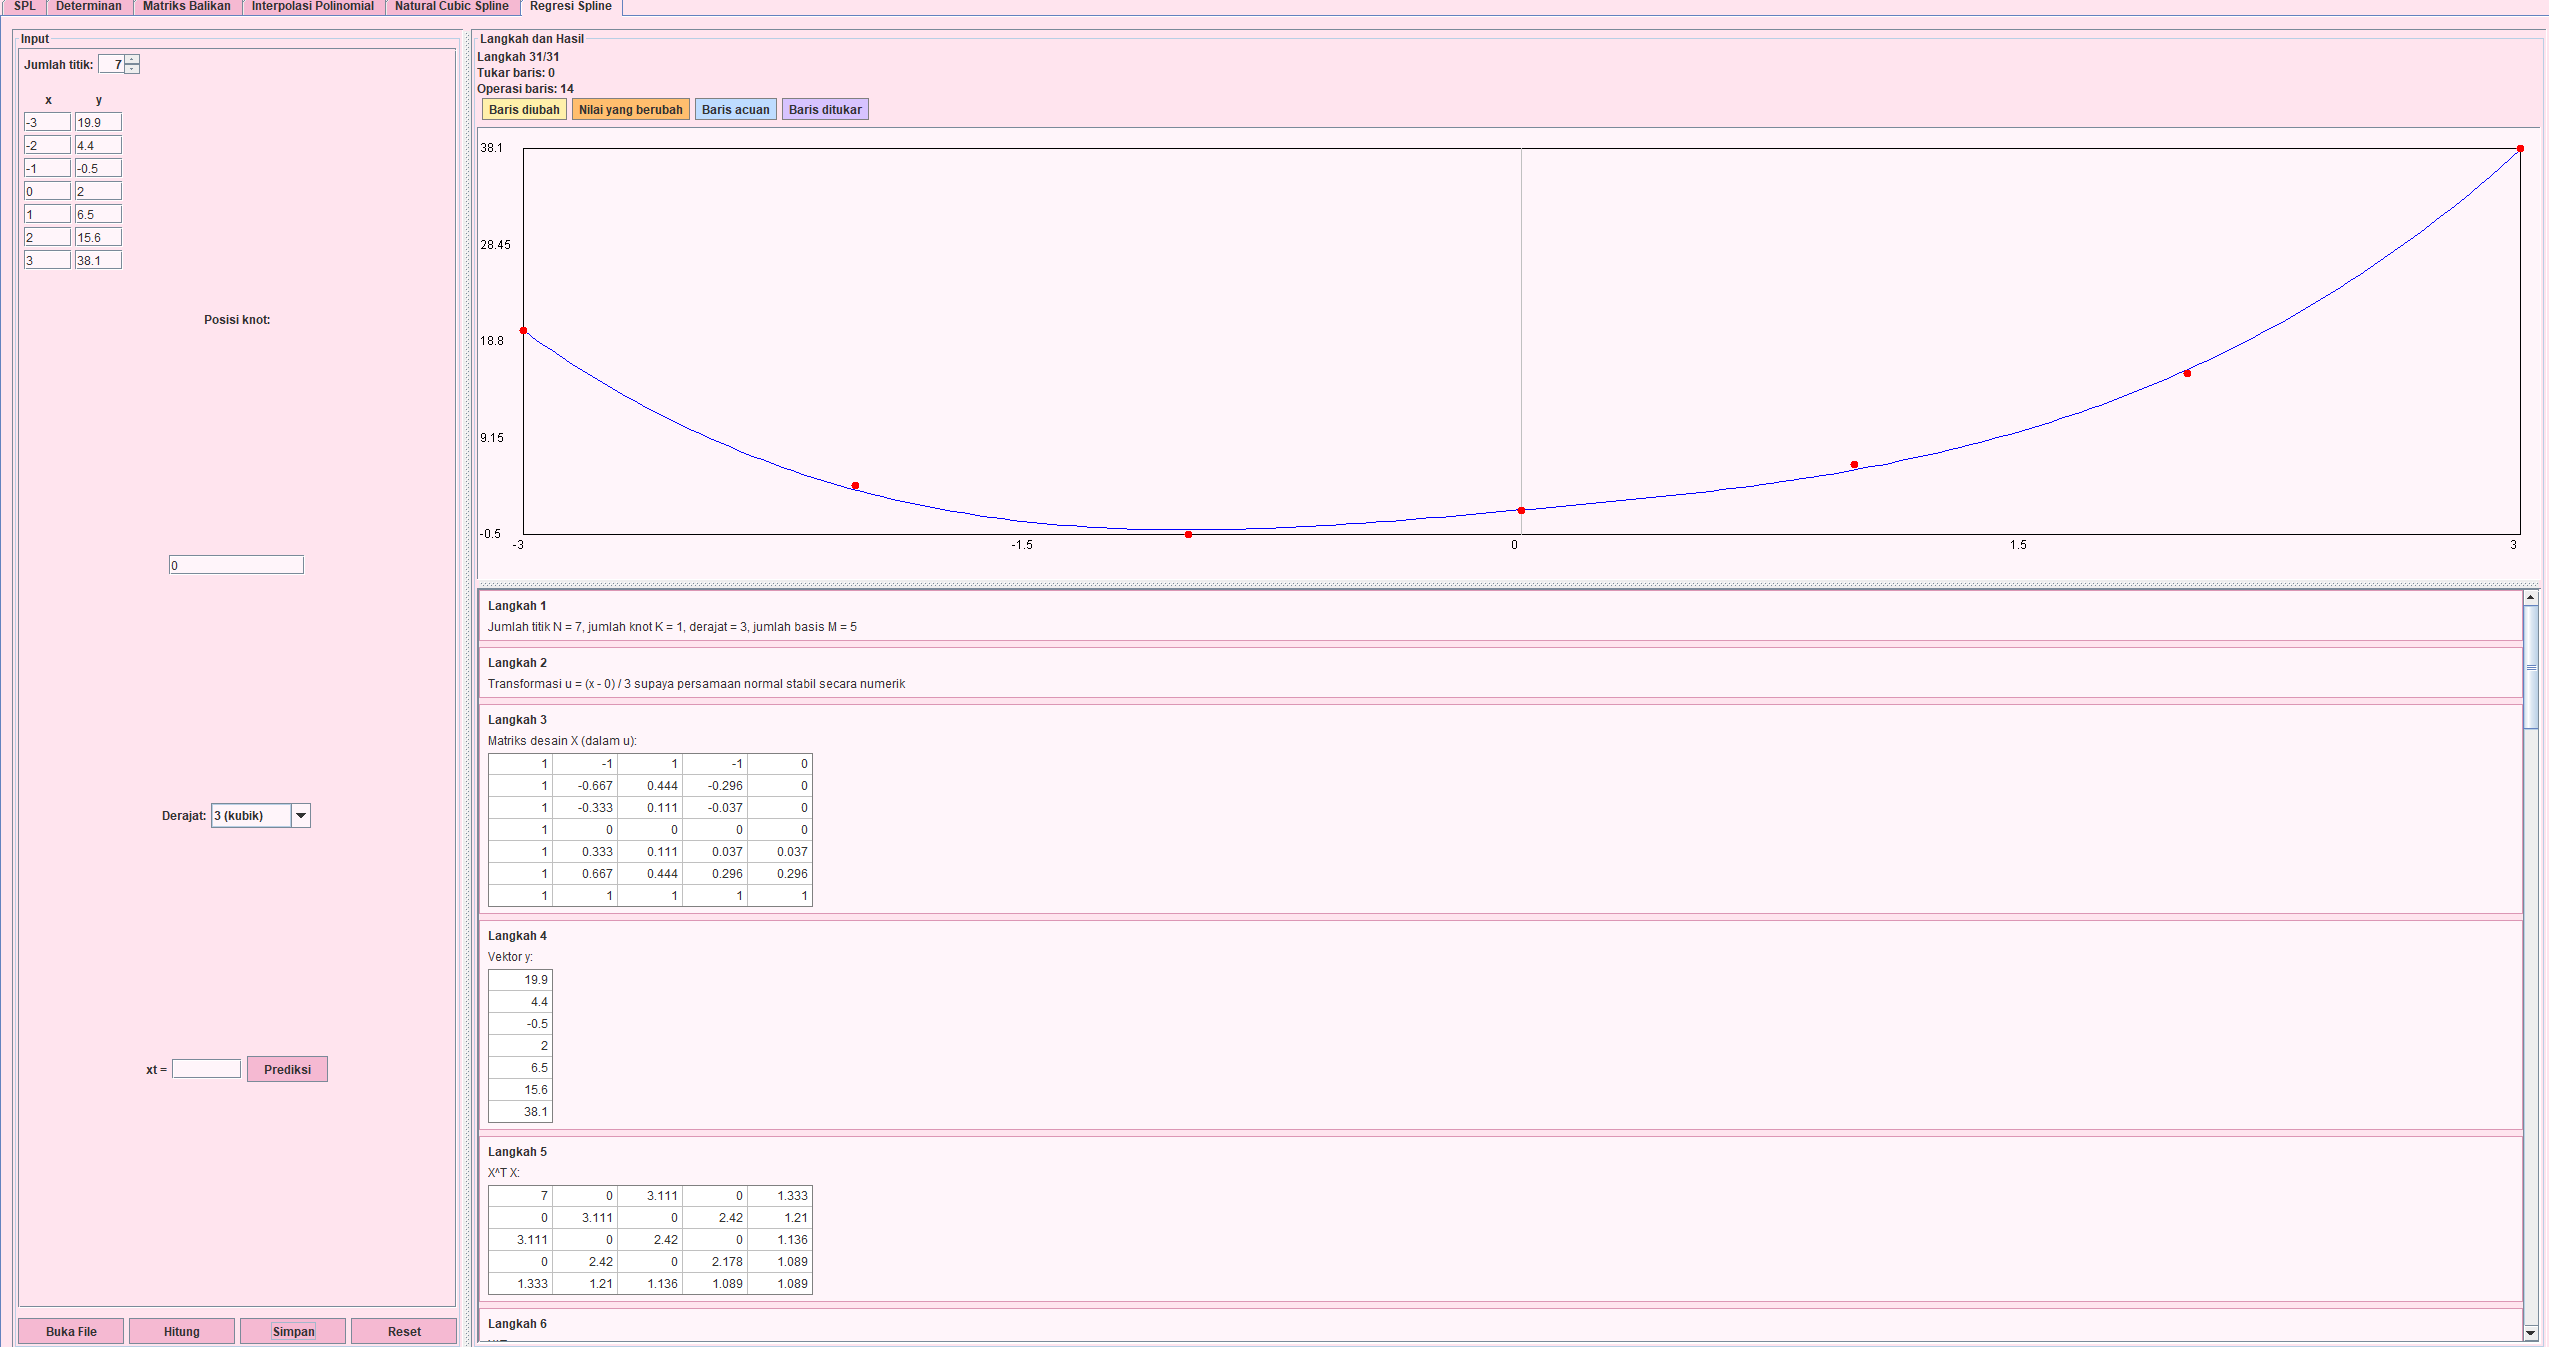 SPL Determinan Matriks Balikan Interpolasi Polinomial Natural Cubic Spline Regresi Spline
Input
Jumlah titik: 7
x y
-3 19.9
-2 4.4
-1 -0.5
0 2
1 6.5
2 15.6
3 38.1
Posisi knot:
0
Derajat: 3 (kubik)
xt = Prediksi
Buka File Hitung Simpan Reset
Langkah dan Hasil
Langkah 31/31
Tukar baris: 0
Operasi baris: 14
Baris diubah Nilai yang berubah Baris acuan Baris ditukar
38.1
28.45
18.8
9.15
-0.5
-3 -1.5 0 1.5 3
Langkah 1
Jumlah titik N = 7, jumlah knot K = 1, derajat = 3, jumlah basis M = 5
Langkah 2
Transformasi u = (x - 0) / 3 supaya persamaan normal stabil secara numerik
Langkah 3
Matriks desain X (dalam u):
1 -1 1 -1 0
1 -0.667 0.444 -0.296 0
1 -0.333 0.111 -0.037 0
1 0 0 0 0
1 0.333 0.111 0.037 0.037
1 0.667 0.444 0.296 0.296
1 1 1 1 1
Langkah 4
Vektor y:
19.9
4.4
-0.5
2
6.5
15.6
38.1
Langkah 5
X^T X:
7 0 3.111 0 1.333
0 3.111 0 2.42 1.21
3.111 0 2.42 0 1.136
0 2.42 0 2.178 1.089
1.333 1.21 1.136 1.089 1.089
Langkah 6